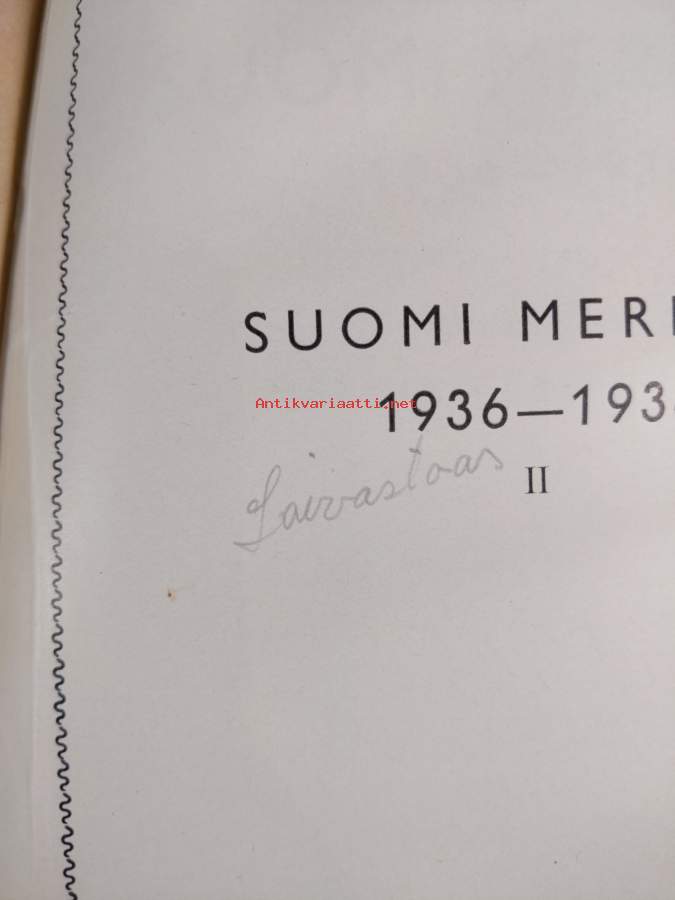 SUOMI MERI
Antikvariaatti.net
1936—193
Laivastoas
II